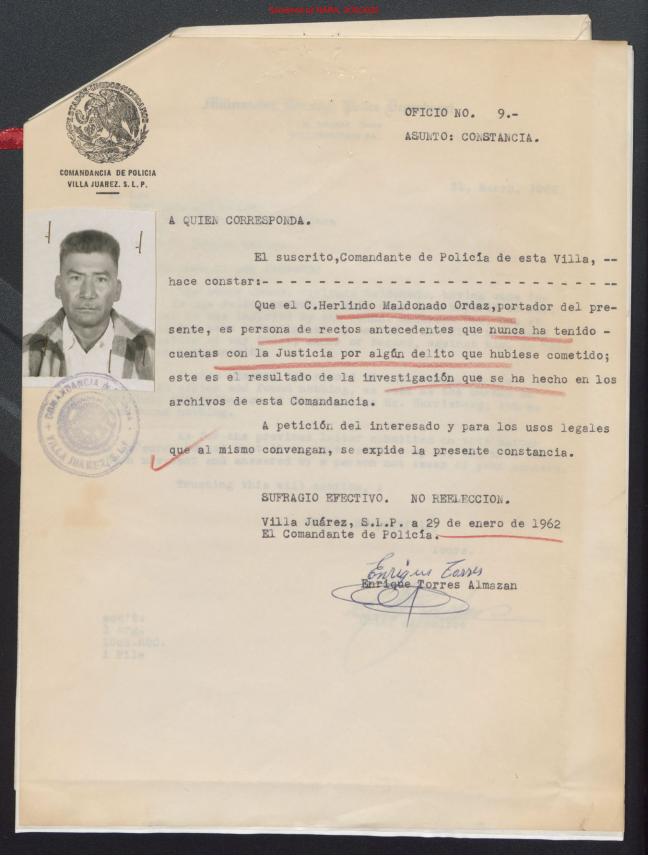 ESTADOS UNIDOS MEXICANOS
COMANDANCIA DE POLICIA
VILLA JUAREZ. S. L. P.
OFICIO NO. 9.-
ASUNTO: CONSTANCIA.
A QUIEN CORRESPONDA.
El suscrito,Comandante de Policía de esta Villa, --
hace constar:- - - - - - - - - - - - - - - - - - - - - - - --
Que el C.Herlindo Maldonado Ordaz,portador del pre-
sente, es persona de rectos antecedentes que nunca ha tenido -
cuentas con la Justicia por algún delito que hubiese cometido;
este es el resultado de la investigación que se ha hecho en los
archivos de esta Comandancia.
A petición del interesado y para los usos legales
que al mismo convengan, se expide la presente constancia.
SUFRAGIO EFECTIVO. NO REELECCION.
Villa Juárez, S.L.P. a 29 de enero de 1962
El Comandante de Policía.
Enrique Torres
Enrique Torres Almazan
COMANDANCIA DE POLICIA
VILLA JUAREZ, S. L. P.